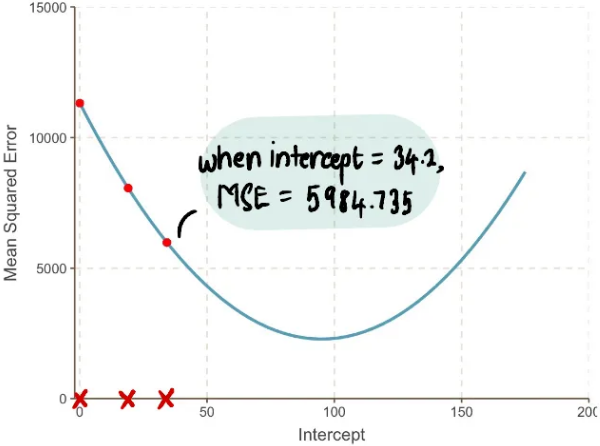 15000
10000
5000
0
Mean Squared Error
when intercept = 34.2,
MSE = 5984.735
0
50
100
150
200
Intercept